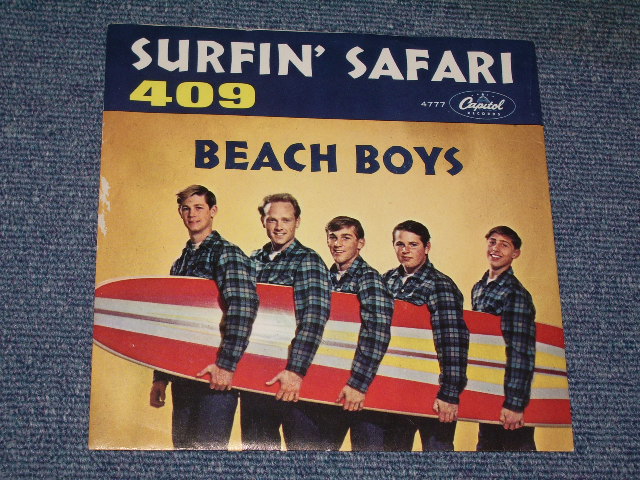 SURFIN' SAFARI
409
4777 Capitol
RECORDS
BEACH BOYS